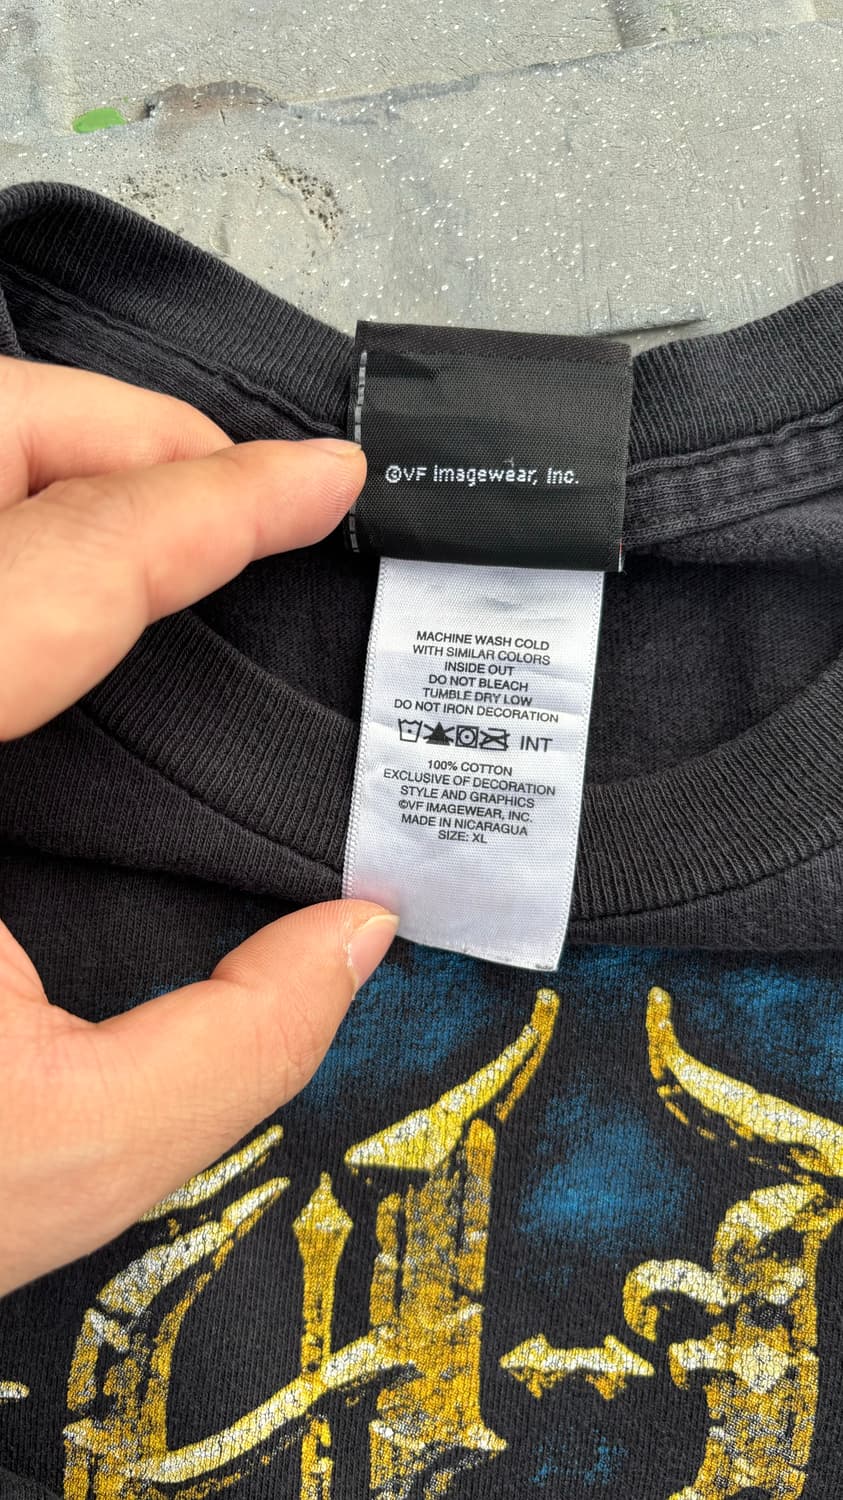 ©VF Imagewear, Inc.
MACHINE WASH COLD
WITH SIMILAR COLORS
INSIDE OUT
DO NOT BLEACH
TUMBLE DRY LOW
DO NOT IRON DECORATION
INT
100% COTTON
EXCLUSIVE OF DECORATION
STYLE AND GRAPHICS
©VF IMAGEWEAR, INC.
MADE IN NICARAGUA
SIZE: XL